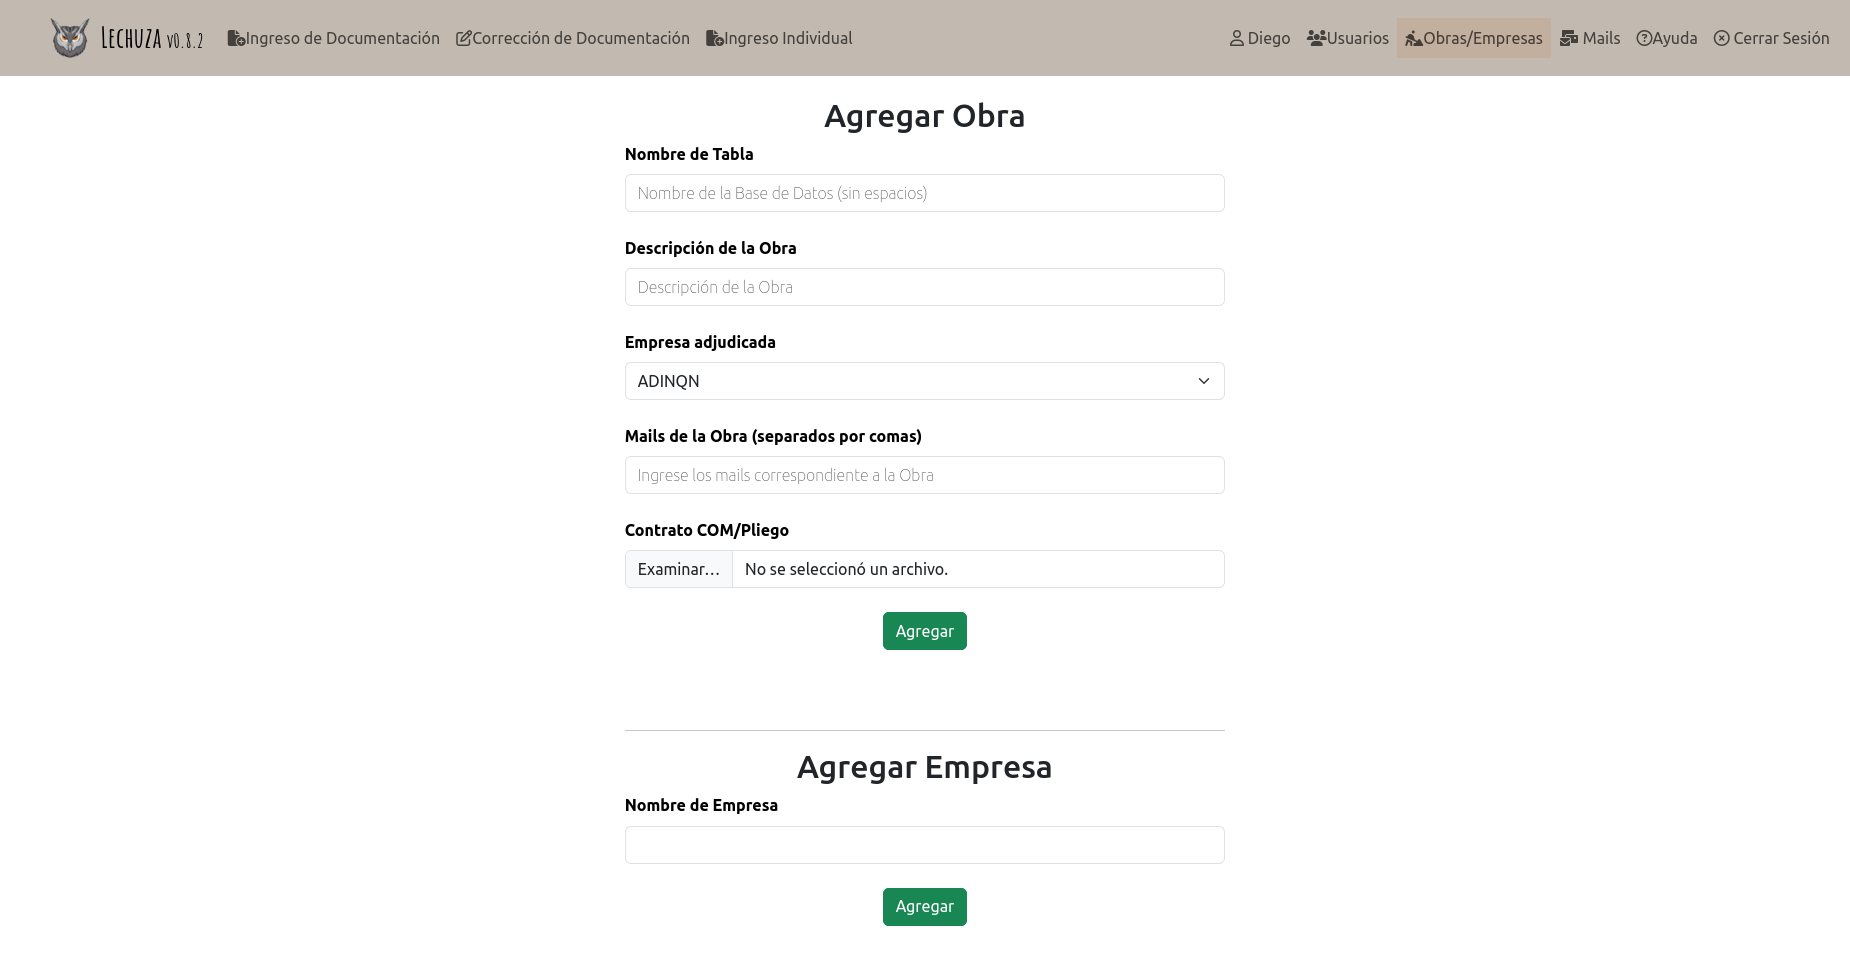 Lechuza v0.8.2 Ingreso de Documentación Corrección de Documentación Ingreso Individual Diego Usuarios Obras/Empresas Mails Ayuda Cerrar Sesión
Agregar Obra
Nombre de Tabla
Nombre de la Base de Datos (sin espacios)
Descripción de la Obra
Descripción de la Obra
Empresa adjudicada
ADINQN
Mails de la Obra (separados por comas)
Ingrese los mails correspondiente a la Obra
Contrato COM/Pliego
Examinar... No se seleccionó un archivo.
Agregar
Agregar Empresa
Nombre de Empresa
Agregar